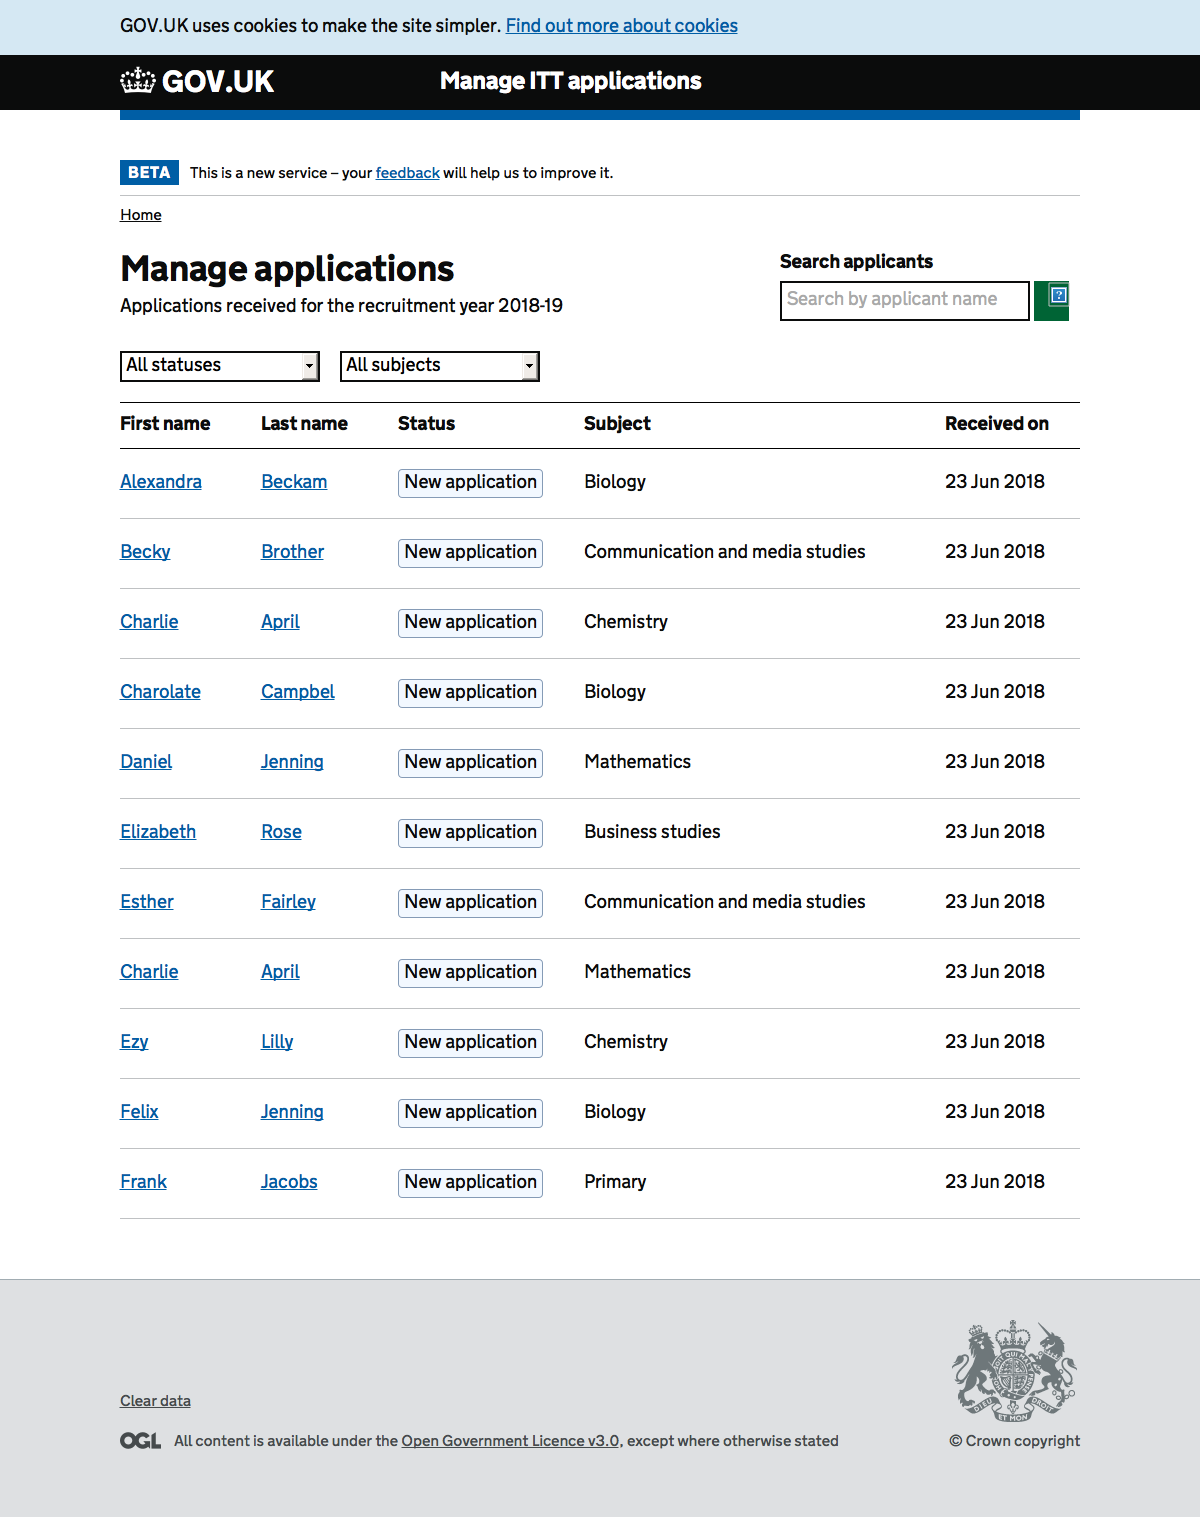 GOV.UK uses cookies to make the site simpler. Find out more about cookies
GOV.UK Manage ITT applications
BETA This is a new service – your feedback will help us to improve it.
Home
Manage applications
Applications received for the recruitment year 2018-19
Search applicants
Search by applicant name
All statuses All subjects
First name Last name Status Subject Received on
Alexandra Beckam New application Biology 23 Jun 2018
Becky Brother New application Communication and media studies 23 Jun 2018
Charlie April New application Chemistry 23 Jun 2018
Charolate Campbel New application Biology 23 Jun 2018
Daniel Jenning New application Mathematics 23 Jun 2018
Elizabeth Rose New application Business studies 23 Jun 2018
Esther Fairley New application Communication and media studies 23 Jun 2018
Charlie April New application Mathematics 23 Jun 2018
Ezy Lilly New application Chemistry 23 Jun 2018
Felix Jenning New application Biology 23 Jun 2018
Frank Jacobs New application Primary 23 Jun 2018
Clear data
OGL All content is available under the Open Government Licence v3.0, except where otherwise stated
DIEU ET MON DROIT
© Crown copyright